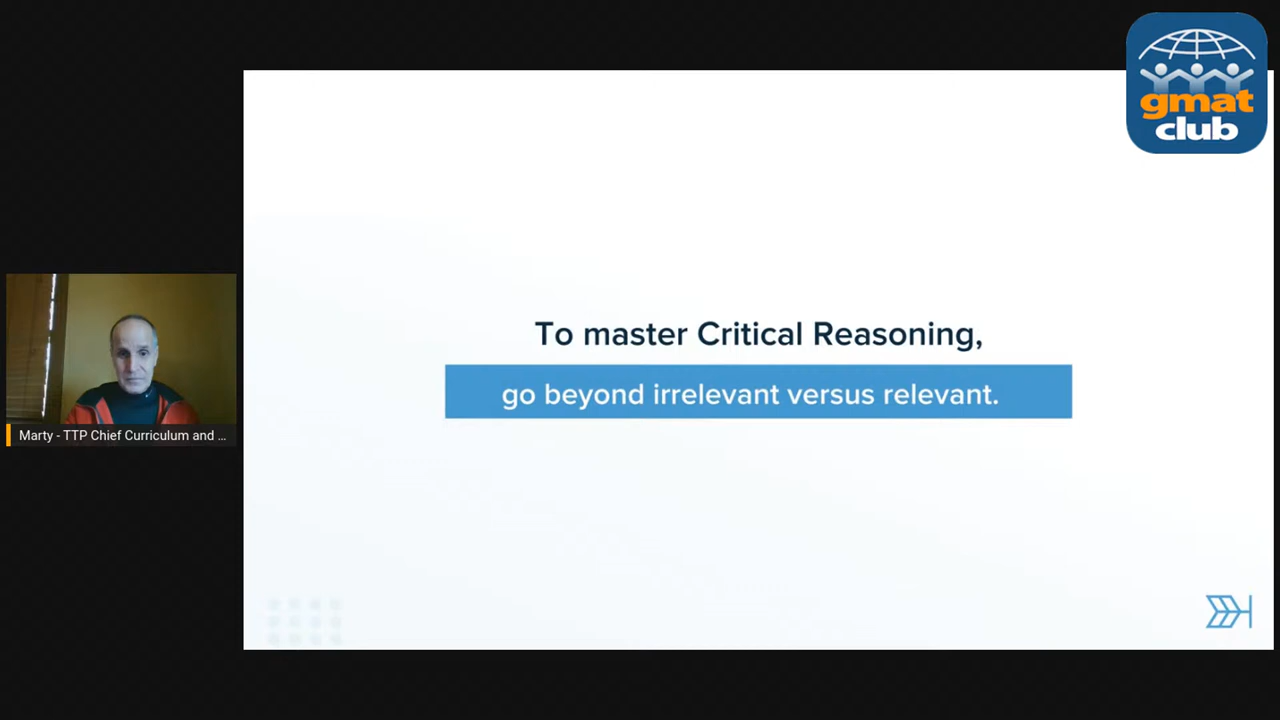 gmat
club
To master Critical Reasoning,
go beyond irrelevant versus relevant.
Marty - TTP Chief Curriculum and ...